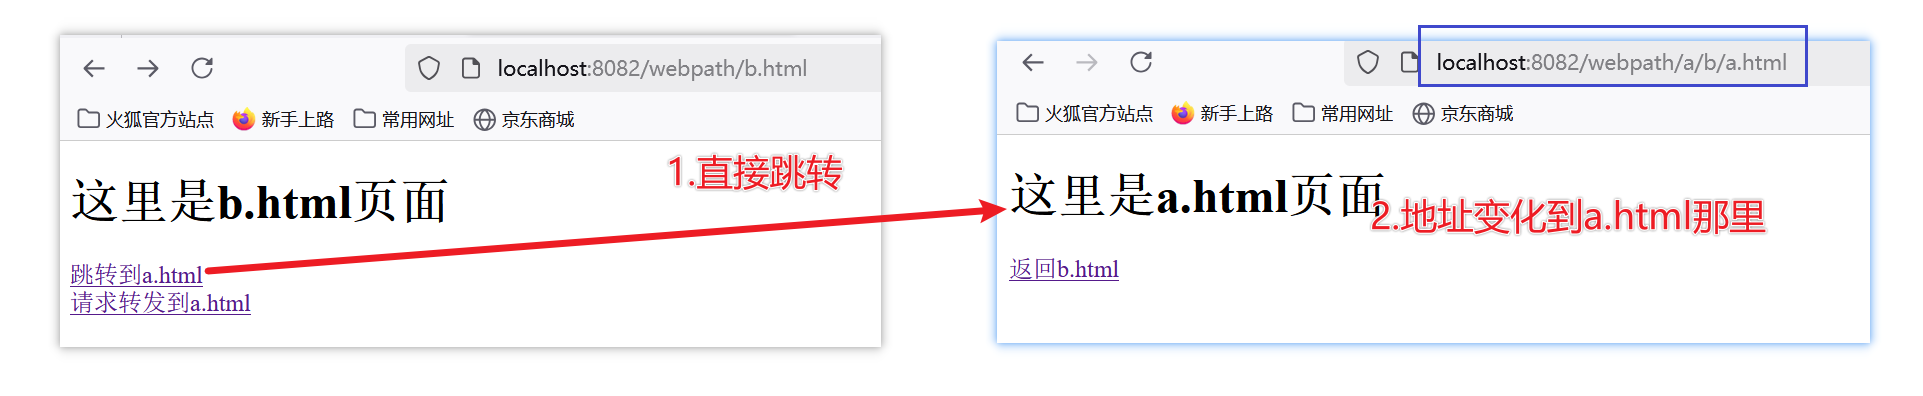 localhost:8082/webpath/b.html
火狐官方站点 新手上路 常用网址 京东商城
这里是b.html页面
跳转到a.html
请求转发到a.html
1.直接跳转
localhost:8082/webpath/a/b/a.html
火狐官方站点 新手上路 常用网址 京东商城
这里是a.html页面
2.地址变化到a.html那里
返回b.html